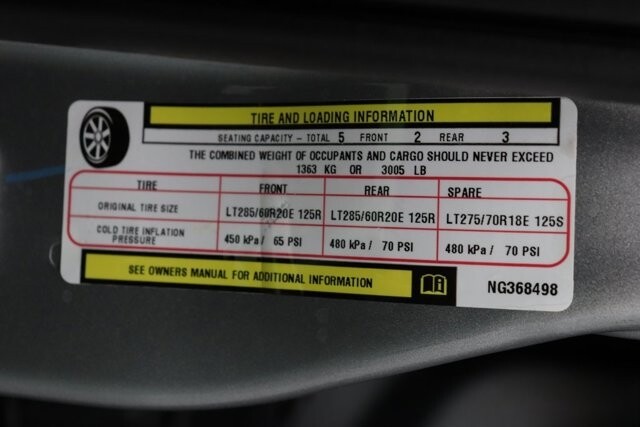 TIRE AND LOADING INFORMATION
SEATING CAPACITY - TOTAL 5 FRONT 2 REAR 3
THE COMBINED WEIGHT OF OCCUPANTS AND CARGO SHOULD NEVER EXCEED
1363 KG OR 3005 LB
TIRE FRONT REAR SPARE
ORIGINAL TIRE SIZE LT285/60R20E 125R LT285/60R20E 125R LT275/70R18E 125S
COLD TIRE INFLATION
PRESSURE 450 kPa / 65 PSI 480 kPa / 70 PSI 480 kPa / 70 PSI
SEE OWNERS MANUAL FOR ADDITIONAL INFORMATION
NG368498